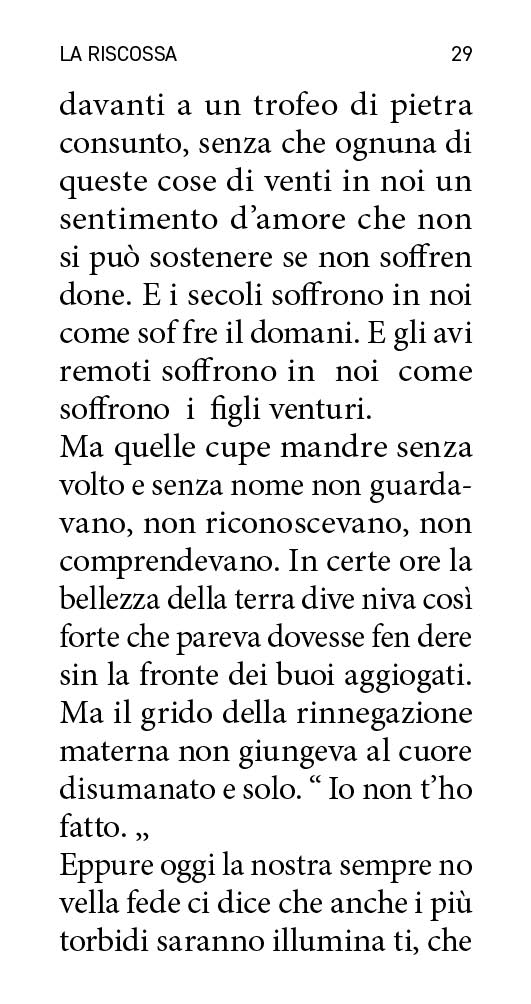 LA RISCOSSA 29
davanti a un trofeo di pietra
consunto, senza che ognuna di
queste cose di venti in noi un
sentimento d’amore che non
si può sostenere se non soffren
done. E i secoli soffrono in noi
come sof fre il domani. E gli avi
remoti soffrono in noi come
soffrono i figli venturi.
Ma quelle cupe mandre senza
volto e senza nome non guarda-
vano, non riconoscevano, non
comprendevano. In certe ore la
bellezza della terra dive niva così
forte che pareva dovesse fen dere
sin la fronte dei buoi aggiogati.
Ma il grido della rinnegazione
materna non giungeva al cuore
disumanato e solo. “ Io non t’ho
fatto. „
Eppure oggi la nostra sempre no
vella fede ci dice che anche i più
torbidi saranno illumina ti, che